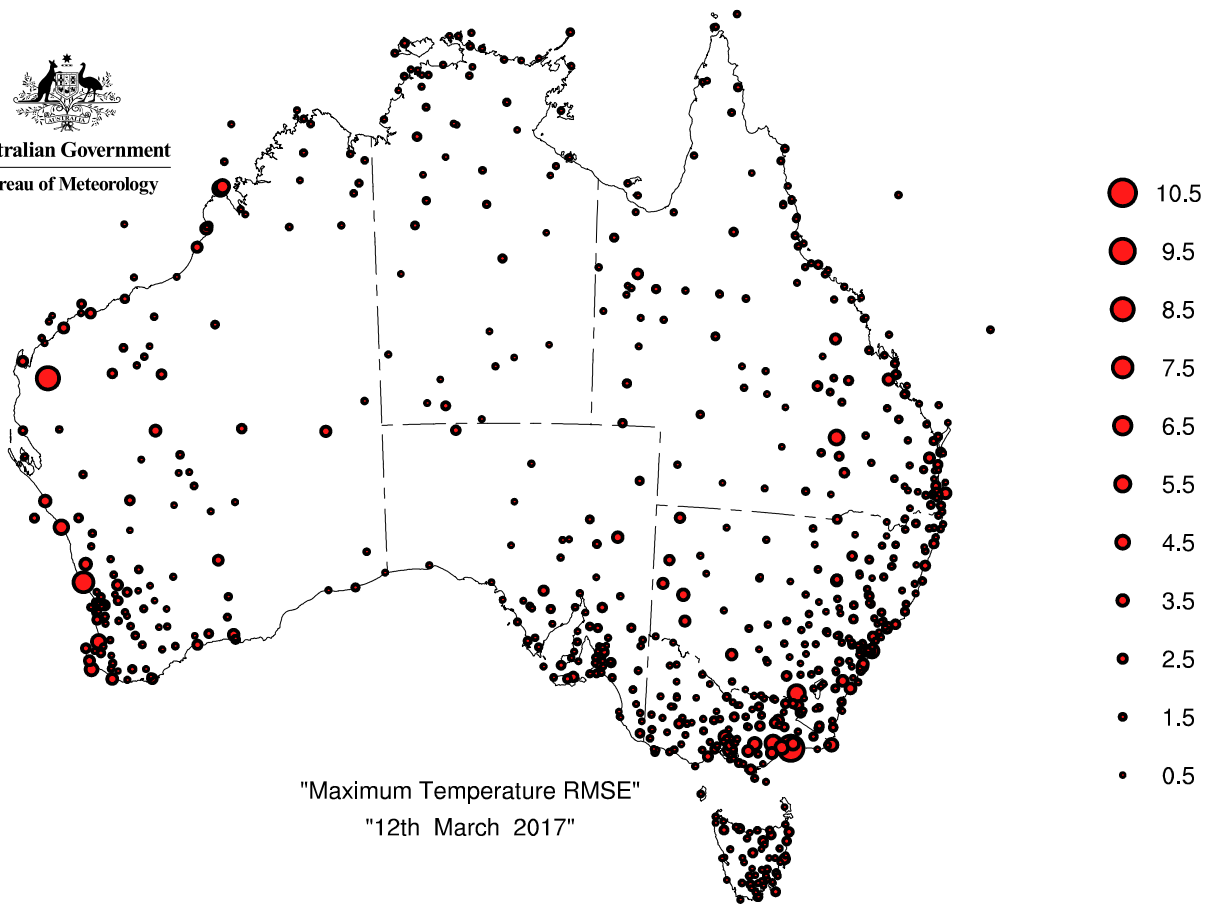 AUSTRALIA
tralian Government
reau of Meteorology
10.5
9.5
8.5
7.5
6.5
5.5
4.5
3.5
2.5
1.5
0.5
"Maximum Temperature RMSE"
"12th March 2017"